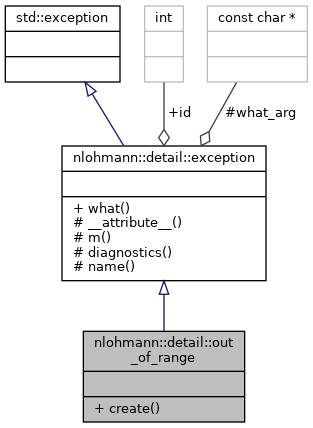 std::exception
int
const char *
+id
#what_arg
nlohmann::detail::exception
+ what()
# __attribute__()
# m()
# diagnostics()
# name()
nlohmann::detail::out
_of_range
+ create()